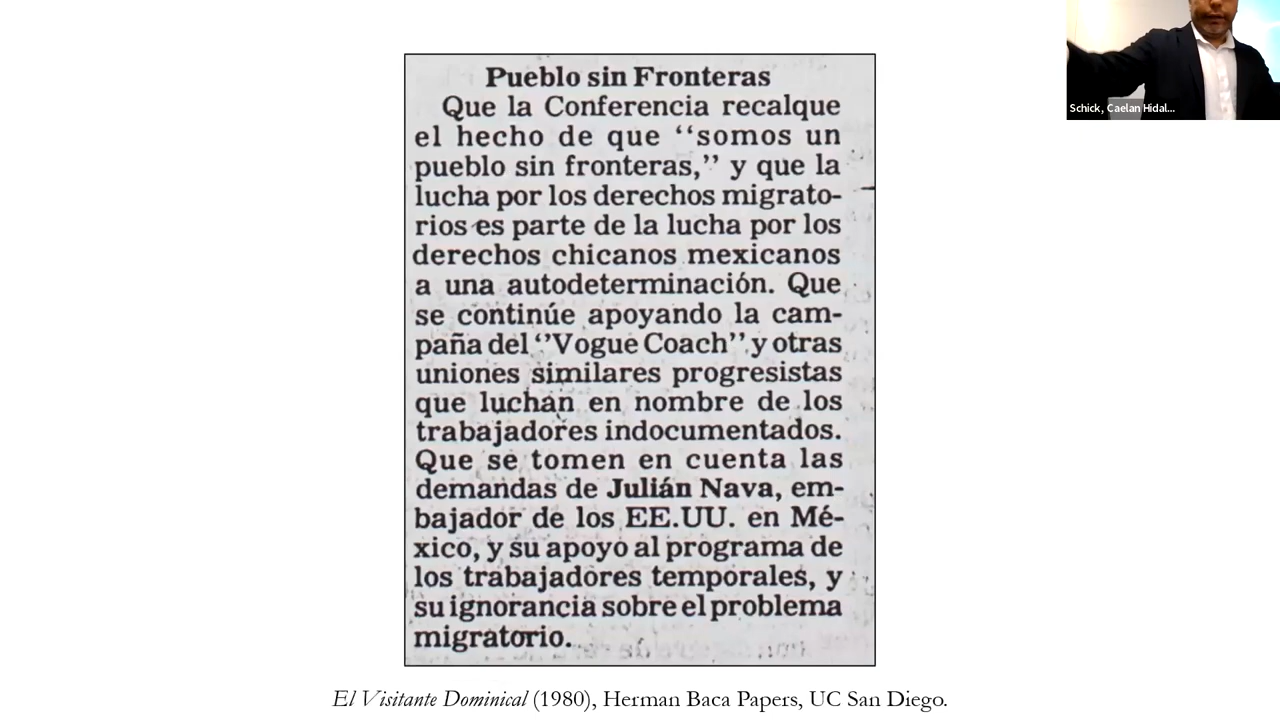 Pueblo sin Fronteras
Que la Conferencia recalque
el hecho de que ‘‘somos un
pueblo sin fronteras,’’ y que la
lucha por los derechos migrato-
rios es parte de la lucha por los
derechos chicanos mexicanos
a una autodeterminación. Que
se continúe apoyando la cam-
paña del ‘’Vogue Coach’’ y otras
uniones similares progresistas
que luchan en nombre de los
trabajadores indocumentados.
Que se tomen en cuenta las
demandas de Julián Nava, em-
bajador de los EE.UU. en Mé-
xico, y su apoyo al programa de
los trabajadores temporales, y
su ignorancia sobre el problema
migratorio.
El Visitante Dominical (1980), Herman Baca Papers, UC San Diego.
Schick, Caelan Hidal...